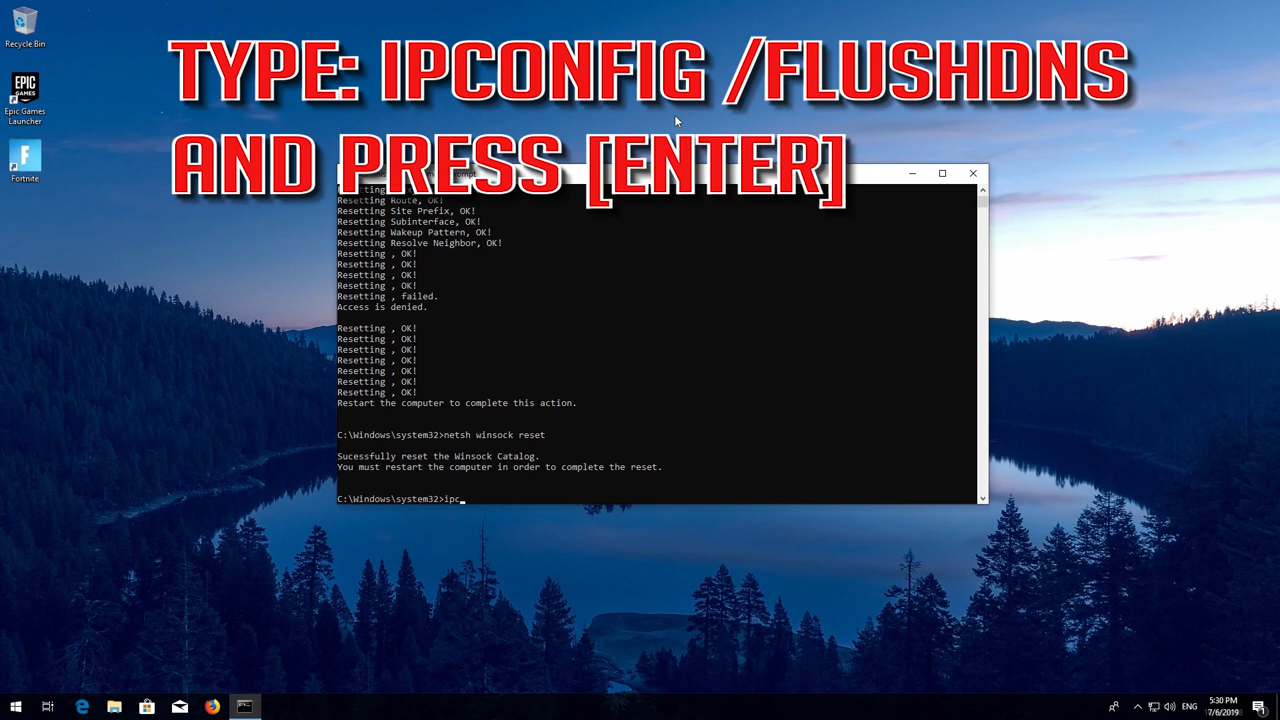 TYPE: IPCONFIG /FLUSHDNS
AND PRESS [ENTER]
Recycle Bin
EPIC
GAMES
Epic Games
Launcher
F
Fortnite
Resetting Route, OK!
Resetting Site Prefix, OK!
Resetting Subinterface, OK!
Resetting Wakeup Pattern, OK!
Resetting Resolve Neighbor, OK!
Resetting , OK!
Resetting , OK!
Resetting , OK!
Resetting , OK!
Resetting , failed.
Access is denied.
Resetting , OK!
Resetting , OK!
Resetting , OK!
Resetting , OK!
Resetting , OK!
Resetting , OK!
Resetting , OK!
Restart the computer to complete this action.
C:\Windows\system32>netsh winsock reset
Sucessfully reset the Winsock Catalog.
You must restart the computer in order to complete the reset.
C:\Windows\system32>ipc
ENG
5:30 PM
7/6/2019
1